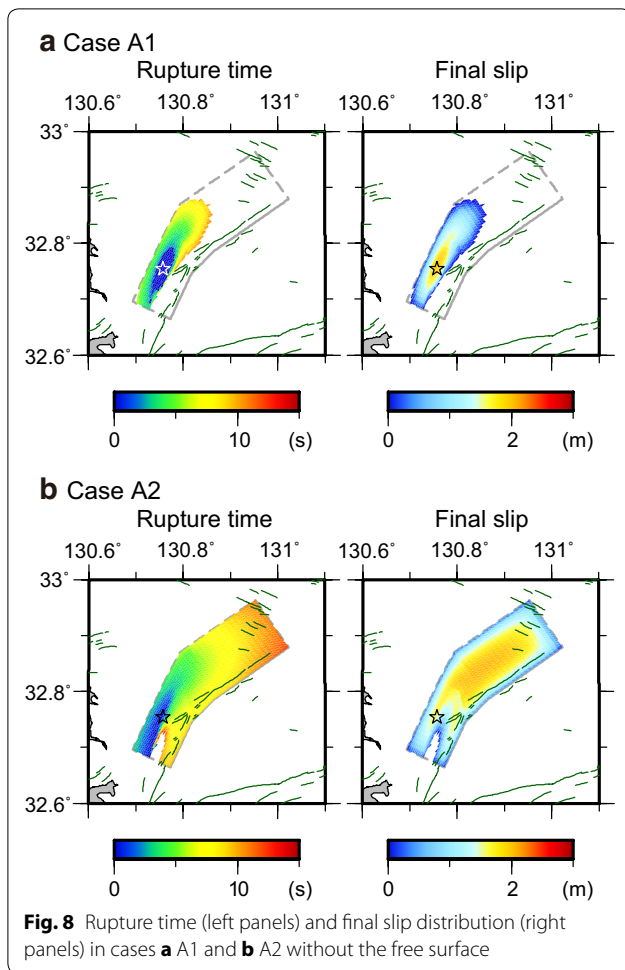 a Case A1
Rupture time Final slip
130.6˚ 130.8˚ 131˚ 130.6˚ 130.8˚ 131˚
33˚
32.8˚
32.6˚
0 10 (s) 0 2 (m)
b Case A2
Rupture time Final slip
130.6˚ 130.8˚ 131˚ 130.6˚ 130.8˚ 131˚
33˚
32.8˚
32.6˚
0 10 (s) 0 2 (m)
Fig. 8 Rupture time (left panels) and final slip distribution (right
panels) in cases a A1 and b A2 without the free surface